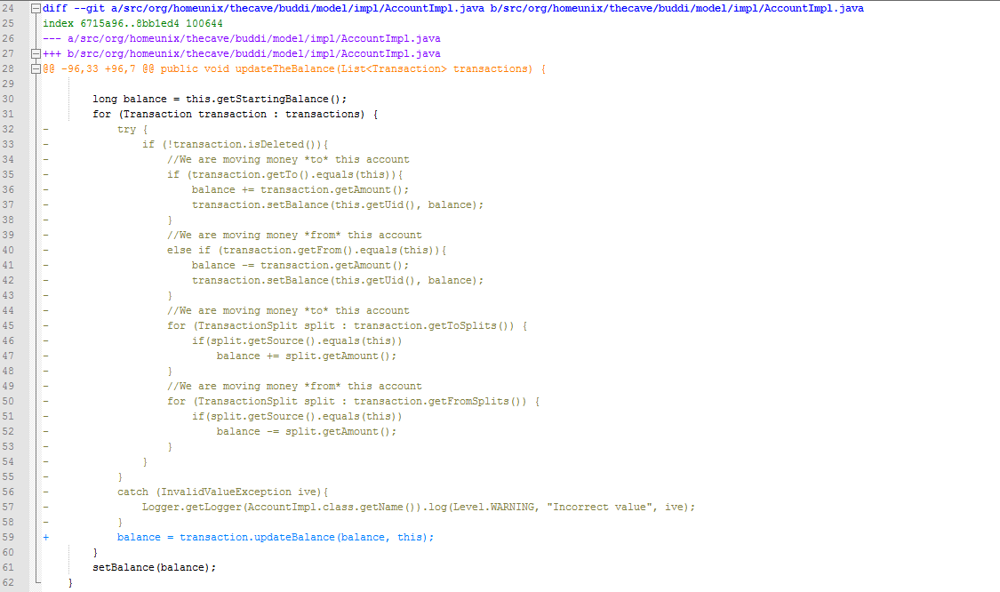 24 diff --git a/src/org/homeunix/thecave/buddi/model/impl/AccountImpl.java b/src/org/homeunix/thecave/buddi/model/impl/AccountImpl.java
25 index 6715a96..8bb1ed4 100644
26 --- a/src/org/homeunix/thecave/buddi/model/impl/AccountImpl.java
27 +++ b/src/org/homeunix/thecave/buddi/model/impl/AccountImpl.java
28 @@ -96,33 +96,7 @@ public void updateTheBalance(List<Transaction> transactions) {
29
30         long balance = this.getStartingBalance();
31         for (Transaction transaction : transactions) {
32 -           try {
33 -               if (!transaction.isDeleted()){
34 -                   //We are moving money *to* this account
35 -                   if (transaction.getTo().equals(this)){
36 -                       balance += transaction.getAmount();
37 -                       transaction.setBalance(this.getUid(), balance);
38 -                   }
39 -                   //We are moving money *from* this account
40 -                   else if (transaction.getFrom().equals(this)){
41 -                       balance -= transaction.getAmount();
42 -                       transaction.setBalance(this.getUid(), balance);
43 -                   }
44 -                   //We are moving money *to* this account
45 -                   for (TransactionSplit split : transaction.getToSplits()) {
46 -                       if(split.getSource().equals(this))
47 -                           balance += split.getAmount();
48 -                   }
49 -                   //We are moving money *from* this account
50 -                   for (TransactionSplit split : transaction.getFromSplits()) {
51 -                       if(split.getSource().equals(this))
52 -                           balance -= split.getAmount();
53 -                   }
54 -               }
55 -           }
56 -           catch (InvalidValueException ive){
57 -               Logger.getLogger(AccountImpl.class.getName()).log(Level.WARNING, "Incorrect value", ive);
58 -           }
59 +           balance = transaction.updateBalance(balance, this);
60         }
61         setBalance(balance);
62     }